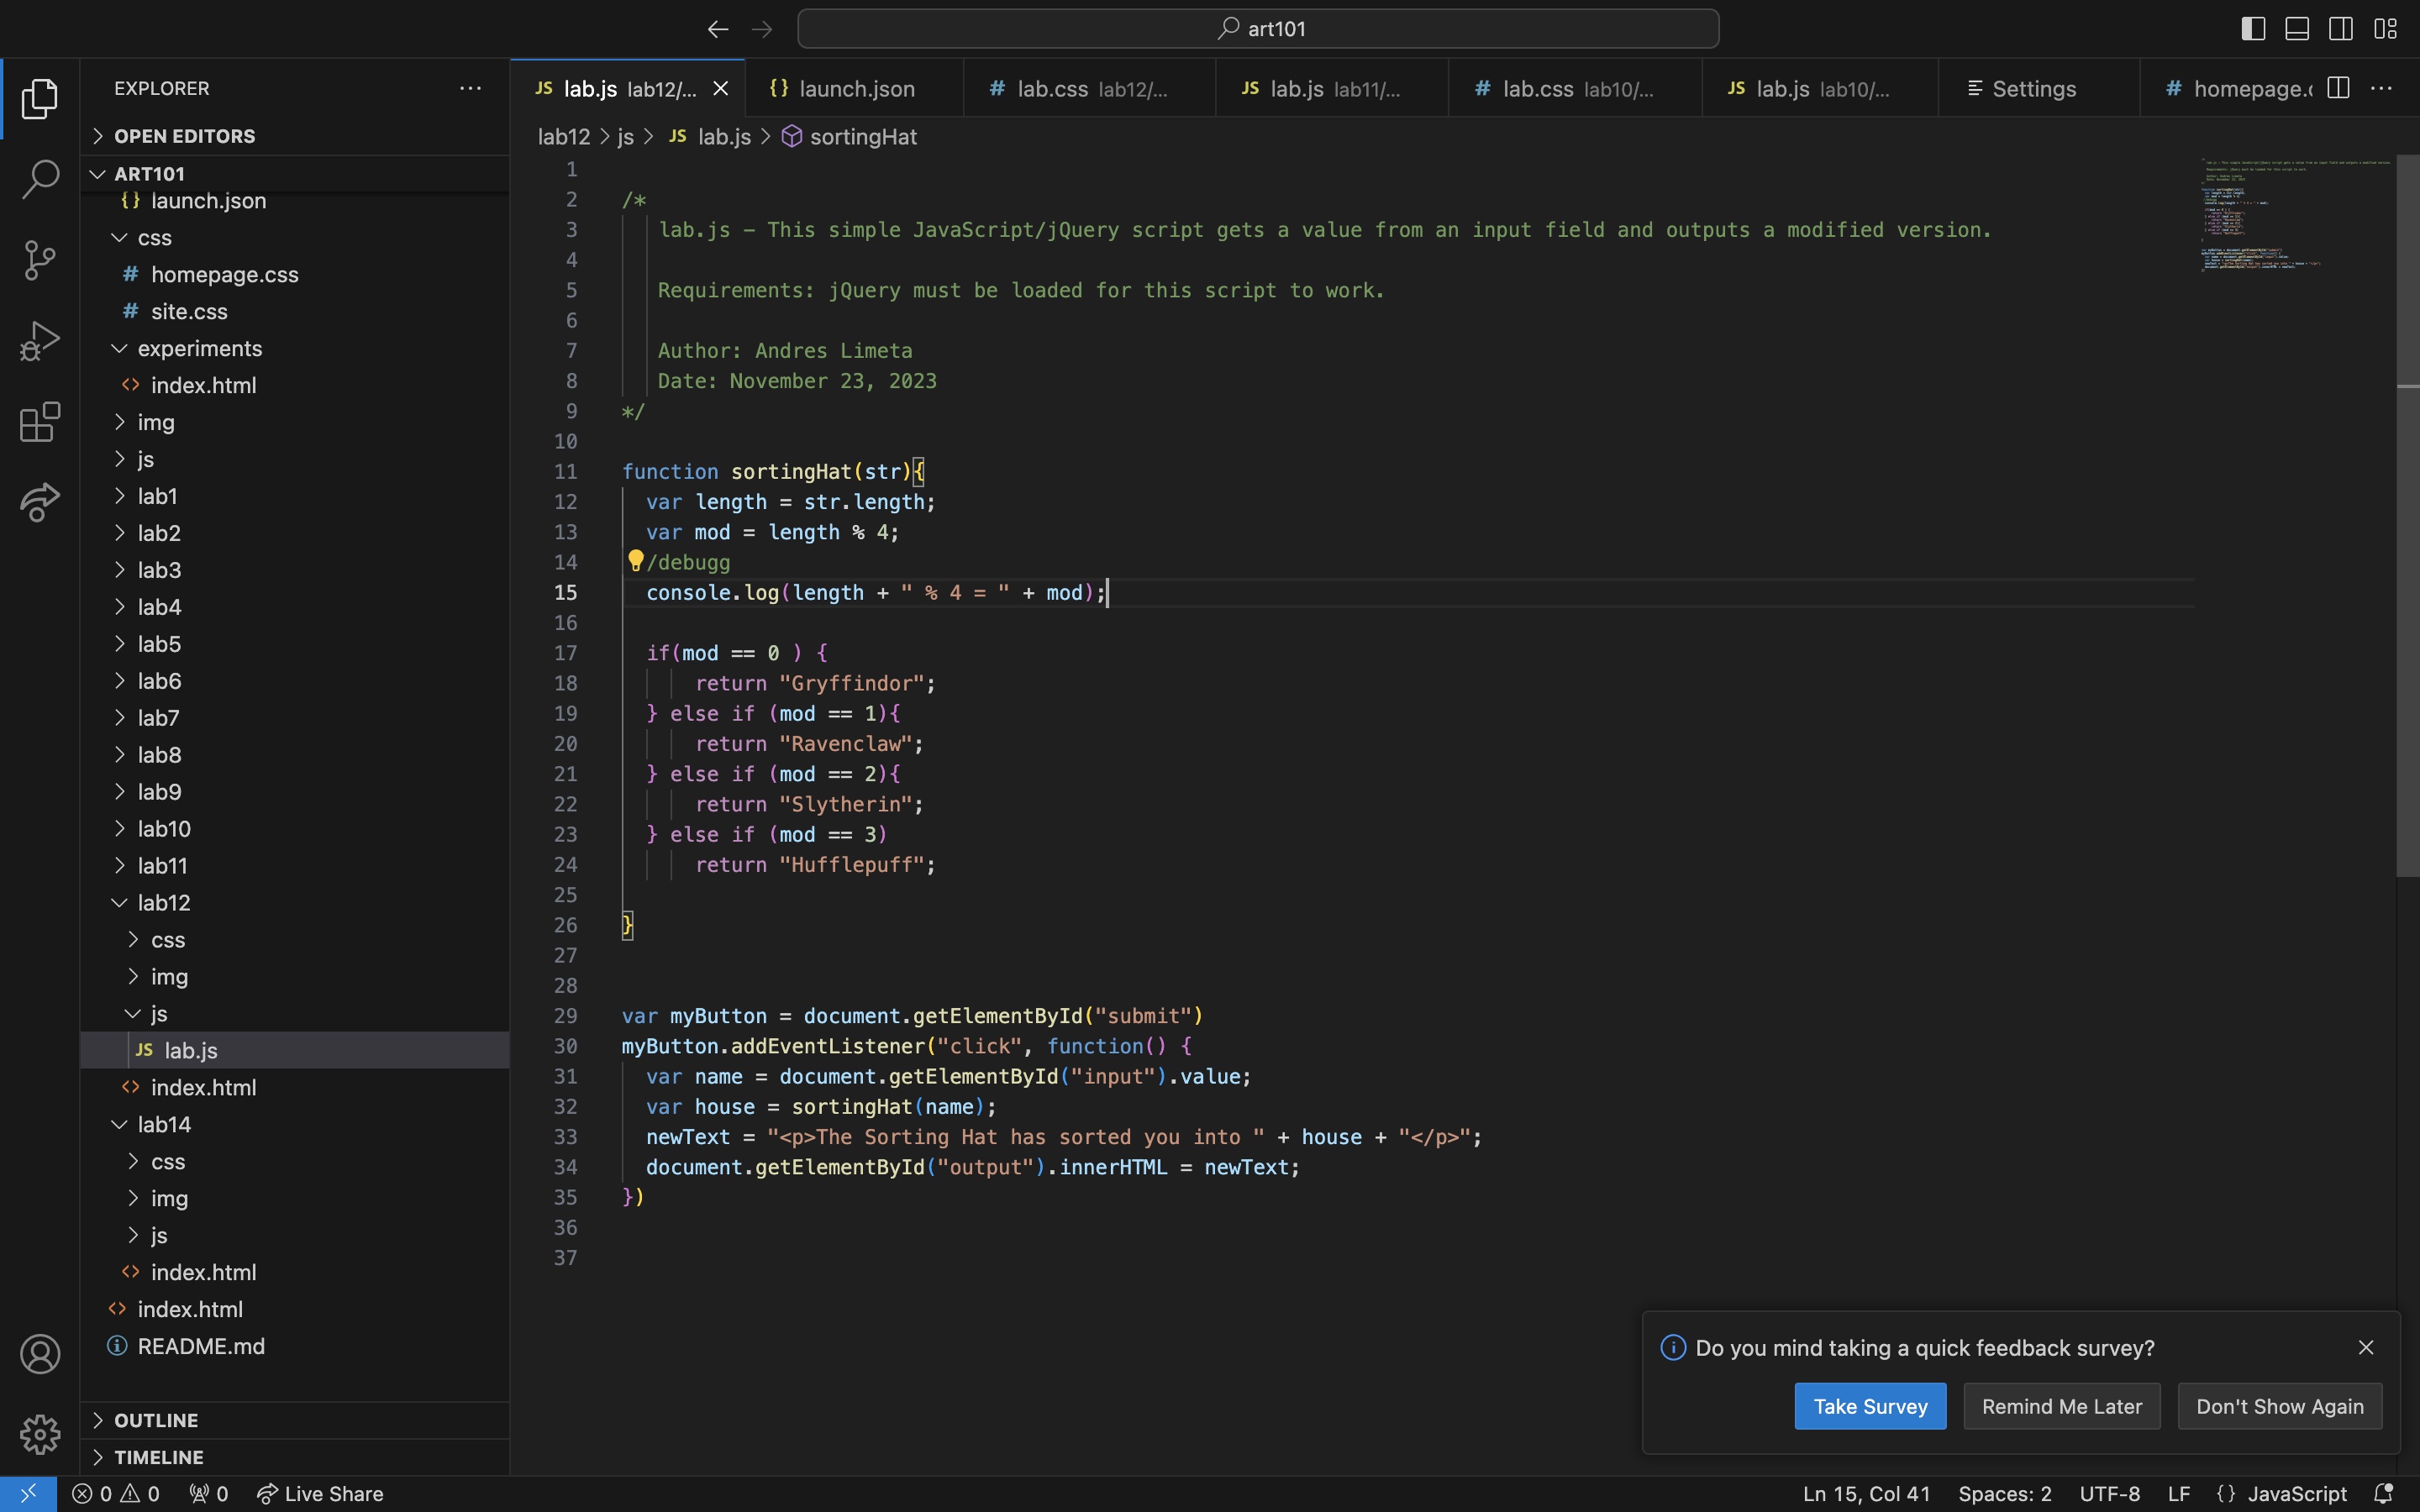 art101
EXPLORER
OPEN EDITORS
ART101
launch.json
css
homepage.css
site.css
experiments
index.html
img
js
lab1
lab2
lab3
lab4
lab5
lab6
lab7
lab8
lab9
lab10
lab11
lab12
css
img
js
JS lab.js
index.html
lab14
css
img
js
index.html
index.html
README.md
OUTLINE
TIMELINE
JS lab.js lab12/... {} launch.json # lab.css lab12/... JS lab.js lab11/... # lab.css lab10/... JS lab.js lab10/... Settings # homepage.c
lab12 > js > JS lab.js > sortingHat
1
2 /*
3 lab.js – This simple JavaScript/jQuery script gets a value from an input field and outputs a modified version.
4
5 Requirements: jQuery must be loaded for this script to work.
6
7 Author: Andres Limeta
8 Date: November 23, 2023
9 */
10
11 function sortingHat(str){
12 var length = str.length;
13 var mod = length % 4;
14 /debugg
15 console.log(length + " % 4 = " + mod);
16
17 if(mod == 0 ) {
18 return "Gryffindor";
19 } else if (mod == 1){
20 return "Ravenclaw";
21 } else if (mod == 2){
22 return "Slytherin";
23 } else if (mod == 3)
24 return "Hufflepuff";
25
26 }
27
28
29 var myButton = document.getElementById("submit")
30 myButton.addEventListener("click", function() {
31 var name = document.getElementById("input").value;
32 var house = sortingHat(name);
33 newText = "<p>The Sorting Hat has sorted you into " + house + "</p>";
34 document.getElementById("output").innerHTML = newText;
35 })
36
37
Do you mind taking a quick feedback survey?
Take Survey Remind Me Later Don't Show Again
0 0 0 Live Share Ln 15, Col 41 Spaces: 2 UTF-8 LF {} JavaScript